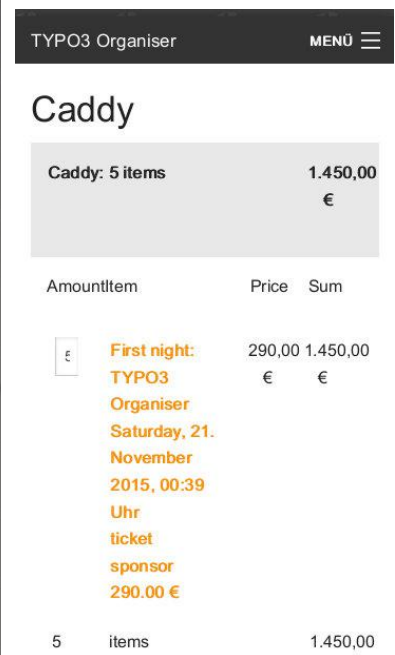 TYPO3 Organiser MENÜ
Caddy
Caddy: 5 items 1.450,00
€
AmountItem Price Sum
5 First night: 290,00 1.450,00
TYPO3 € €
Organiser
Saturday, 21.
November
2015, 00:39
Uhr
ticket
sponsor
290.00 €
5 items 1.450,00